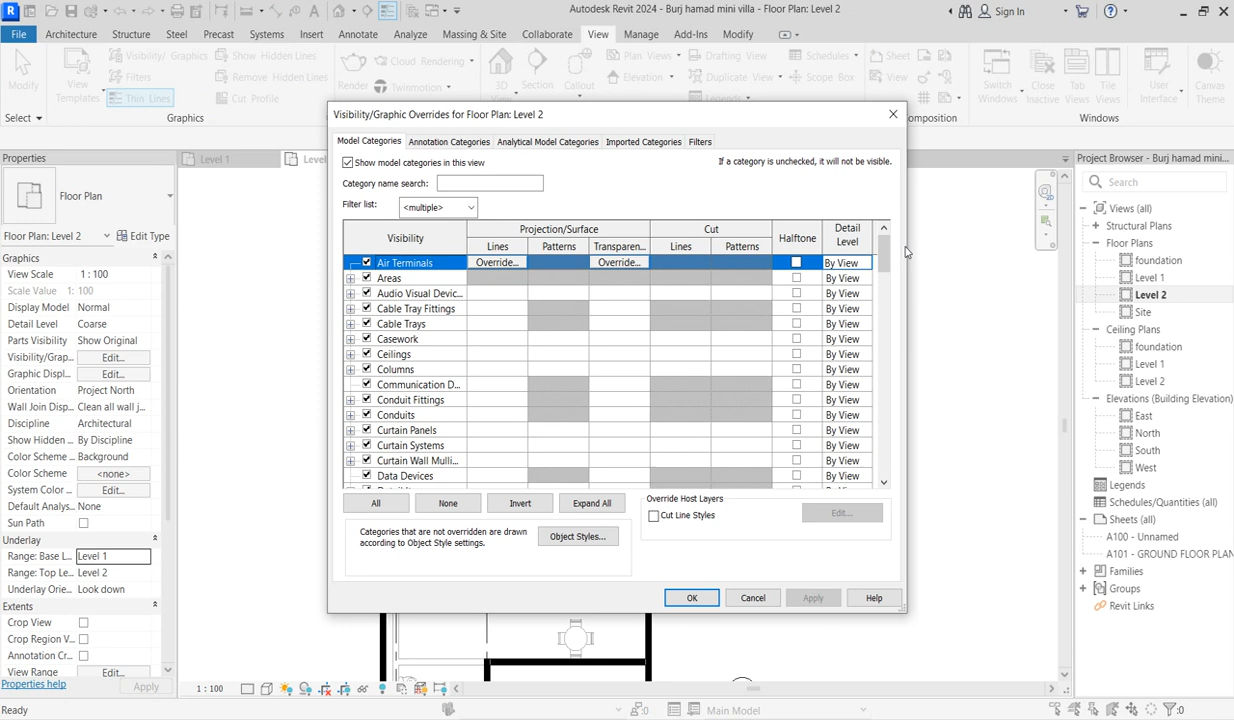 Autodesk Revit 2024 - Burj hamad mini villa - Floor Plan: Level 2
Sign In
File Architecture Structure Steel Precast Systems Insert Annotate Analyze Massing & Site Collaborate View Manage Add-Ins Modify
Modify
View Templates
Visibility/ Graphics
Filters
Thin Lines
Show Hidden Lines
Remove Hidden Lines
Cut Profile
Render
Cloud Rendering
Twinmotion
3D
Section
Callout
Plan Views
Elevation
Drafting View
Duplicate View
Legends
Schedules
Scope Box
Sheet
View
Switch Windows
Close Inactive
Tab Views
Tile Views
User Interface
Canvas Theme
Select
Graphics
omposition
Windows
Properties
Floor Plan
Floor Plan: Level 2
Edit Type
Graphics
View Scale 1 : 100
Scale Value 1: 100
Display Model Normal
Detail Level Coarse
Parts Visibility Show Original
Visibility/Grap... Edit...
Graphic Displ... Edit...
Orientation Project North
Wall Join Disp... Clean all wall j...
Discipline Architectural
Show Hidden ... By Discipline
Color Scheme ... Background
Color Scheme <none>
System Color ... Edit...
Default Analys... None
Sun Path
Underlay
Range: Base L... Level 1
Range: Top Le... Level 2
Underlay Orie... Look down
Extents
Crop View
Crop Region V...
Annotation Cr...
View Range Edit...
Properties help
Apply
Level 1
Level
Visibility/Graphic Overrides for Floor Plan: Level 2
Model Categories Annotation Categories Analytical Model Categories Imported Categories Filters
Show model categories in this view
If a category is unchecked, it will not be visible.
Category name search:
Filter list: <multiple>
Visibility Projection/Surface Cut Halftone Detail Level
Lines Patterns Transparen... Lines Patterns
Air Terminals Override... Override... By View
Areas By View
Audio Visual Devic... By View
Cable Tray Fittings By View
Cable Trays By View
Casework By View
Ceilings By View
Columns By View
Communication D... By View
Conduit Fittings By View
Conduits By View
Curtain Panels By View
Curtain Systems By View
Curtain Wall Mulli... By View
Data Devices By View
All None Invert Expand All
Override Host Layers
Cut Line Styles
Edit...
Categories that are not overridden are drawn according to Object Style settings.
Object Styles...
OK Cancel Apply Help
Project Browser - Burj hamad mini...
Search
Views (all)
Structural Plans
Floor Plans
foundation
Level 1
Level 2
Site
Ceiling Plans
foundation
Level 1
Level 2
Elevations (Building Elevation)
East
North
South
West
Legends
Schedules/Quantities (all)
Sheets (all)
A100 - Unnamed
A101 - GROUND FLOOR PLAN
Families
Groups
Revit Links
1 : 100
Ready
:0
Main Model
:0